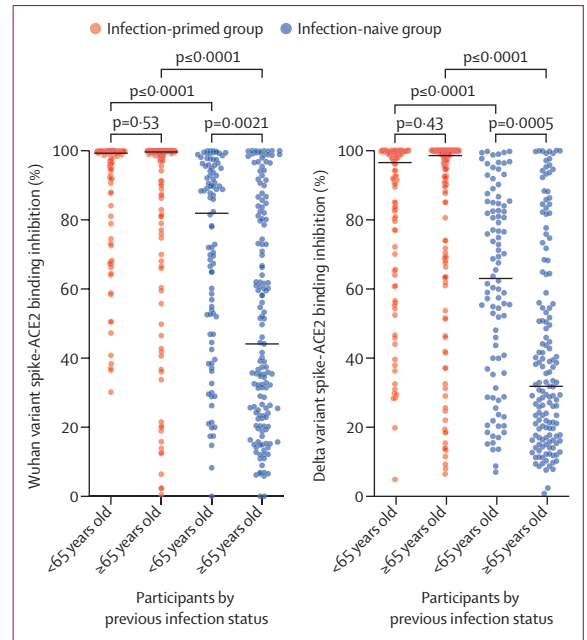 Infection-primed group
Infection-naive group
p≤0·0001
p≤0·0001
p=0·53
p=0·0021
Wuhan variant spike-ACE2 binding inhibition (%)
100
80
60
40
20
0
<65 years old
≥65 years old
<65 years old
≥65 years old
Participants by
previous infection status
p≤0·0001
p≤0·0001
p=0·43
p=0·0005
Delta variant spike-ACE2 binding inhibition (%)
100
80
60
40
20
0
<65 years old
≥65 years old
<65 years old
≥65 years old
Participants by
previous infection status